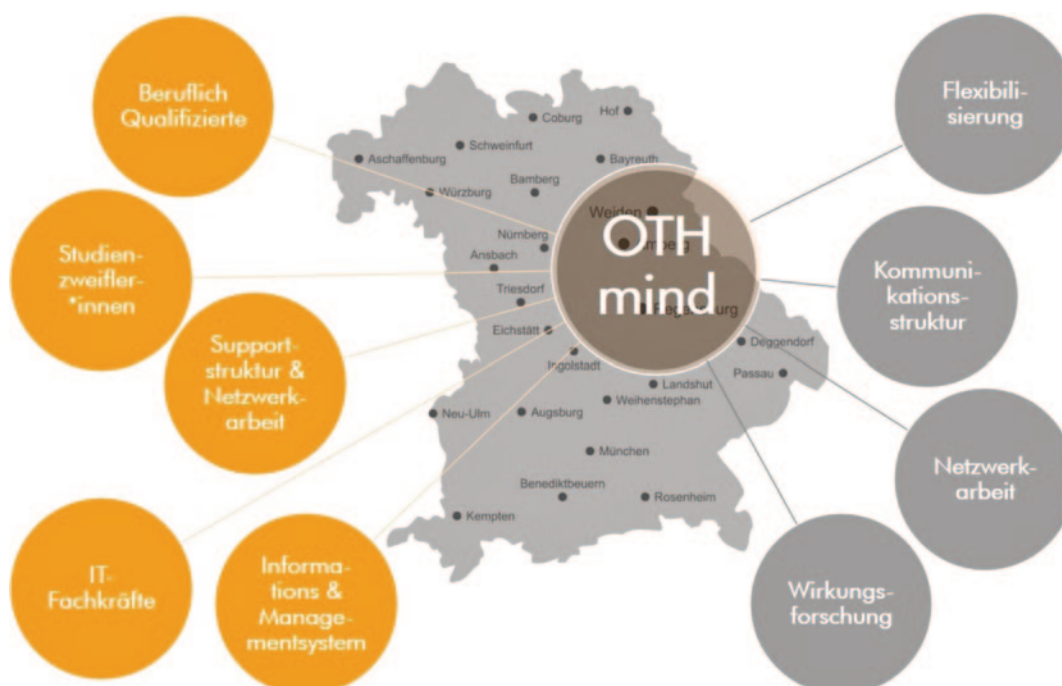 Beruflich
Qualifizierte
Studien-
zweifler-
*innen
Support-
struktur &
Netzwerk-
arbeit
IT-
Fachkräfte
Informa-
tions &
Manage-
mentsystem
Hof
Coburg
Schweinfurt
Aschaffenburg
Bayreuth
Bamberg
Würzburg
Weiden
OTH
mind
Nürnberg
Ansbach
Triesdorf
Eichstätt
Ingolstadt
Deggendorf
Passau
Landshut
Weihenstephan
Neu-Ulm
Augsburg
München
Benediktbeuern
Rosenheim
Kempten
Flexibili-
sierung
Kommuni-
kations-
struktur
Netzwerk-
arbeit
Wirkungs-
forschung